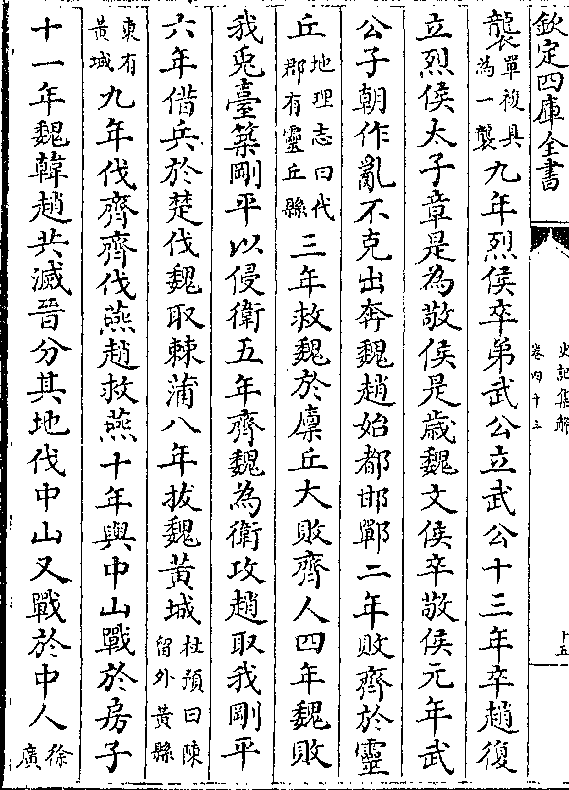 欽定四庫全書
史記集解
卷四十三
十五
襲單複具為一襲九年烈侯卒弟武公立武公十三年卒趙復
立烈侯太子章是為敬侯是歲魏文侯卒敬侯元年武
公子朝作亂不克出奔魏趙始都邯鄲二年敗齊於靈
丘地理志曰代郡有靈丘縣三年救魏於廪丘大敗齊人四年魏敗
我兎臺築剛平以侵衛五年齊魏為衛攻趙取我剛平
六年借兵於楚伐魏取棘蒲八年拔魏黃城杜預曰陳留外黃縣
東有黃城九年伐齊齊伐燕趙救燕十年與中山戰於房子
十一年魏韓趙共滅晉分其地伐中山又戰於中人徐廣